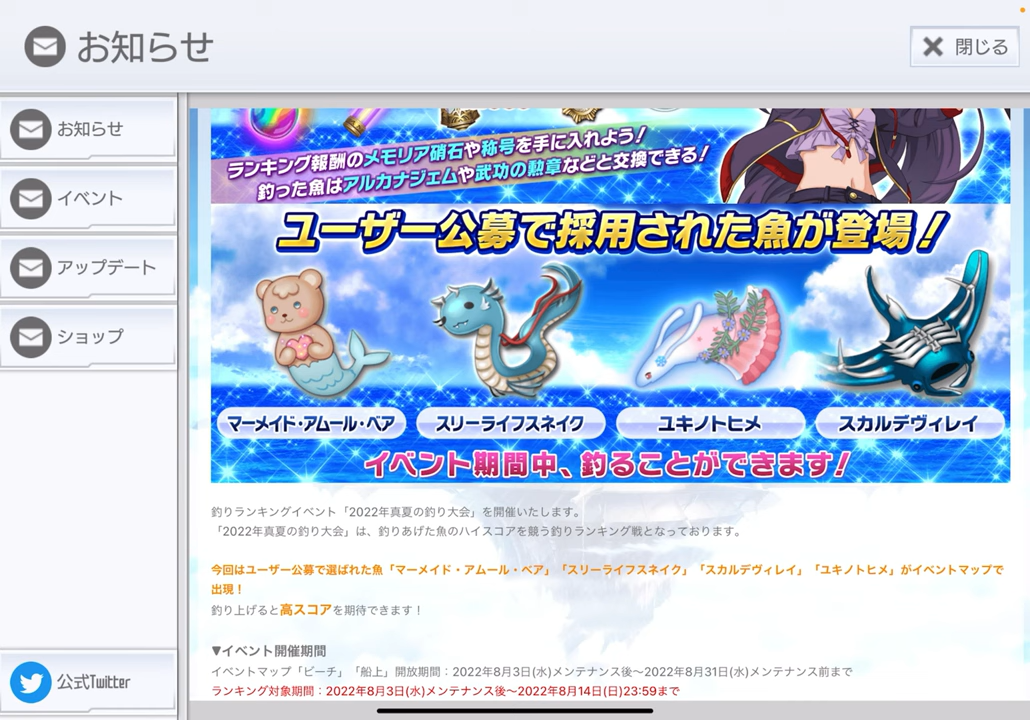 お知らせ
閉じる
お知らせ
イベント
アップデート
ショップ
公式Twitter
ランキング報酬のメモリア硝石や称号を手に入れよう!
釣った魚はアルカナジェムや武功の勲章などと交換できる!
ユーザー公募で採用された魚が登場!
マーメイド・アムール・ベア
スリーライフスネイク
ユキノトヒメ
スカルデヴィレイ
イベント期間中、釣ることができます!
釣りランキングイベント「2022年真夏の釣り大会」を開催いたします。
「2022年真夏の釣り大会」は、釣りあげた魚のハイスコアを競う釣りランキング戦となっております。
今回はユーザー公募で選ばれた魚「マーメイド・アムール・ベア」「スリーライフスネイク」「スカルデヴィレイ」「ユキノトヒメ」がイベントマップで
出現!
釣り上げると高スコアを期待できます!
▼イベント開催期間
イベントマップ「ビーチ」「船上」開放期間:2022年8月3日(水)メンテナンス後~2022年8月31日(水)メンテナンス前まで
ランキング対象期間:2022年8月3日(水)メンテナンス後~2022年8月14日(日)23:59まで